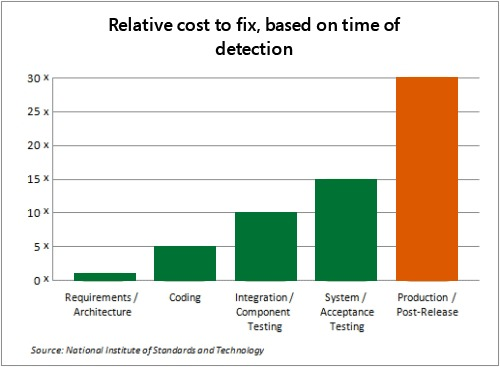 Relative cost to fix, based on time of
detection
30 x
25 x
20 x
15 x
10 x
5 x
0 x
Requirements /
Architecture
Coding
Integration /
Component
Testing
System /
Acceptance
Testing
Production /
Post-Release
Source: National Institute of Standards and Technology